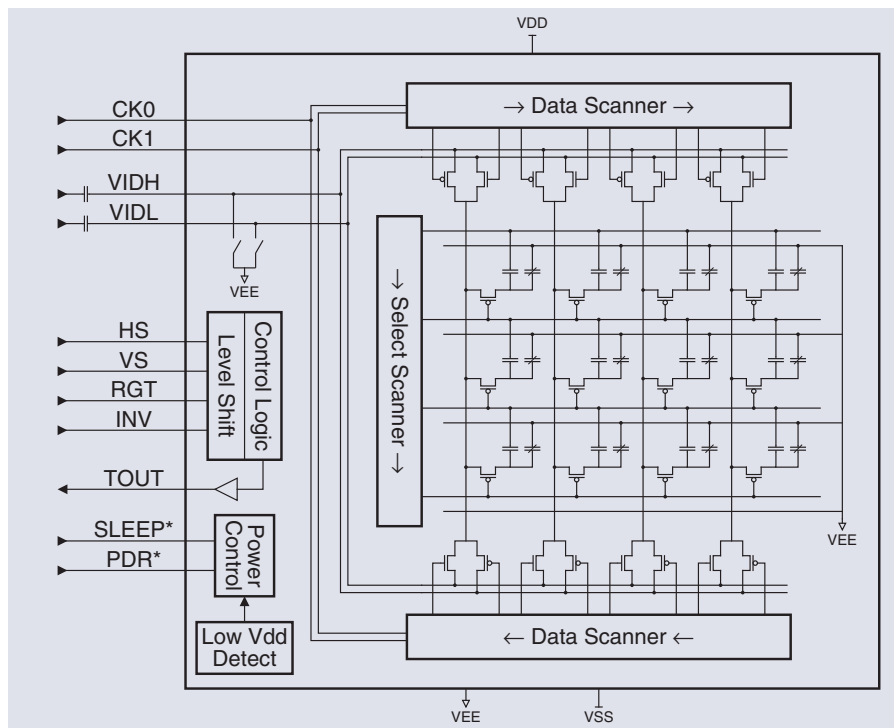 VDD
CK0
→ Data Scanner →
CK1
VIDH
VIDL
VEE
→ Select Scanner →
HS
VS
RGT
INV
Level Shift
Control Logic
TOUT
SLEEP*
PDR*
Power
Control
VEE
Low Vdd
Detect
← Data Scanner ←
VEE
VSS